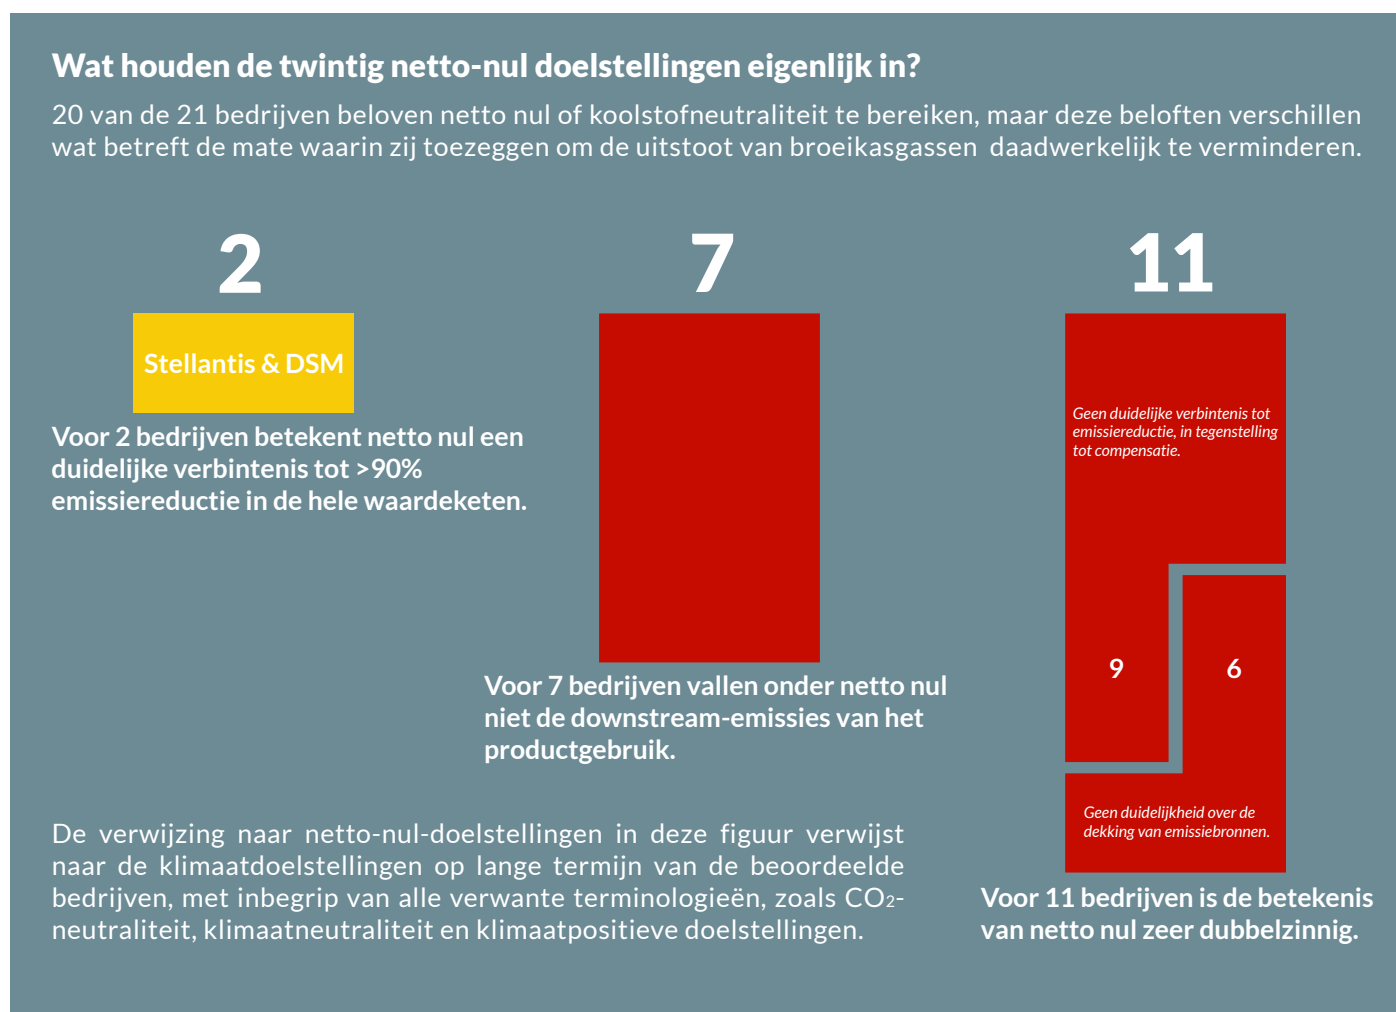 Wat houden de twintig netto-nul doelstellingen eigenlijk in?
20 van de 21 bedrijven beloven netto nul of koolstofneutraliteit te bereiken, maar deze beloften verschillen
wat betreft de mate waarin zij toezeggen om de uitstoot van broeikasgassen daadwerkelijk te verminderen.
2
Stellantis & DSM
Voor 2 bedrijven betekent netto nul een
duidelijke verbintenis tot >90%
emissiereductie in de hele waardeketen.
7
Voor 7 bedrijven vallen onder netto nul
niet de downstream-emissies van het
productgebruik.
11
Geen duidelijke verbintenis tot
emissiereductie, in tegenstelling
tot compensatie.
9
6
Geen duidelijkheid over de
dekking van emissiebronnen.
Voor 11 bedrijven is de betekenis
van netto nul zeer dubbelzinnig.
De verwijzing naar netto-nul-doelstellingen in deze figuur verwijst
naar de klimaatdoelstellingen op lange termijn van de beoordeelde
bedrijven, met inbegrip van alle verwante terminologieën, zoals CO2-
neutraliteit, klimaatneutraliteit en klimaatpositieve doelstellingen.